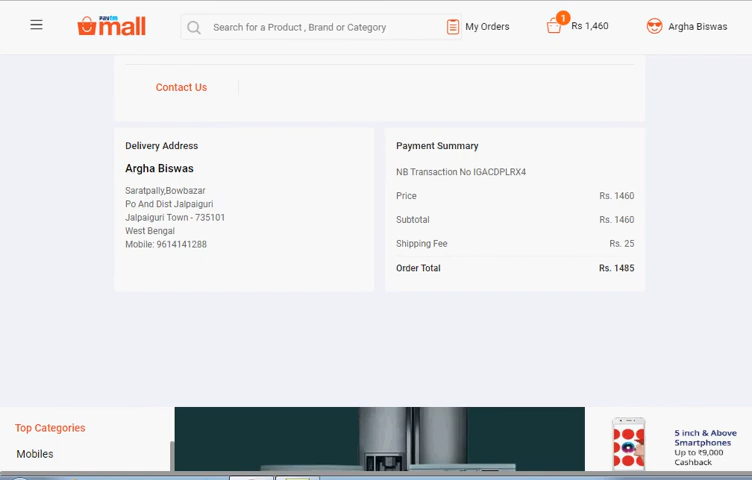 paytm
mall
Search for a Product , Brand or Category
My Orders
1
Rs 1,460
Argha Biswas
Contact Us
Delivery Address
Argha Biswas
Saratpally,Bowbazar
Po And Dist Jalpaiguri
Jalpaiguri Town - 735101
West Bengal
Mobile: 9614141288
Payment Summary
NB Transaction No IGACDPLRX4
Price Rs. 1460
Subtotal Rs. 1460
Shipping Fee Rs. 25
Order Total Rs. 1485
Top Categories
Mobiles
5 inch & Above
Smartphones
Up to ₹9,000
Cashback